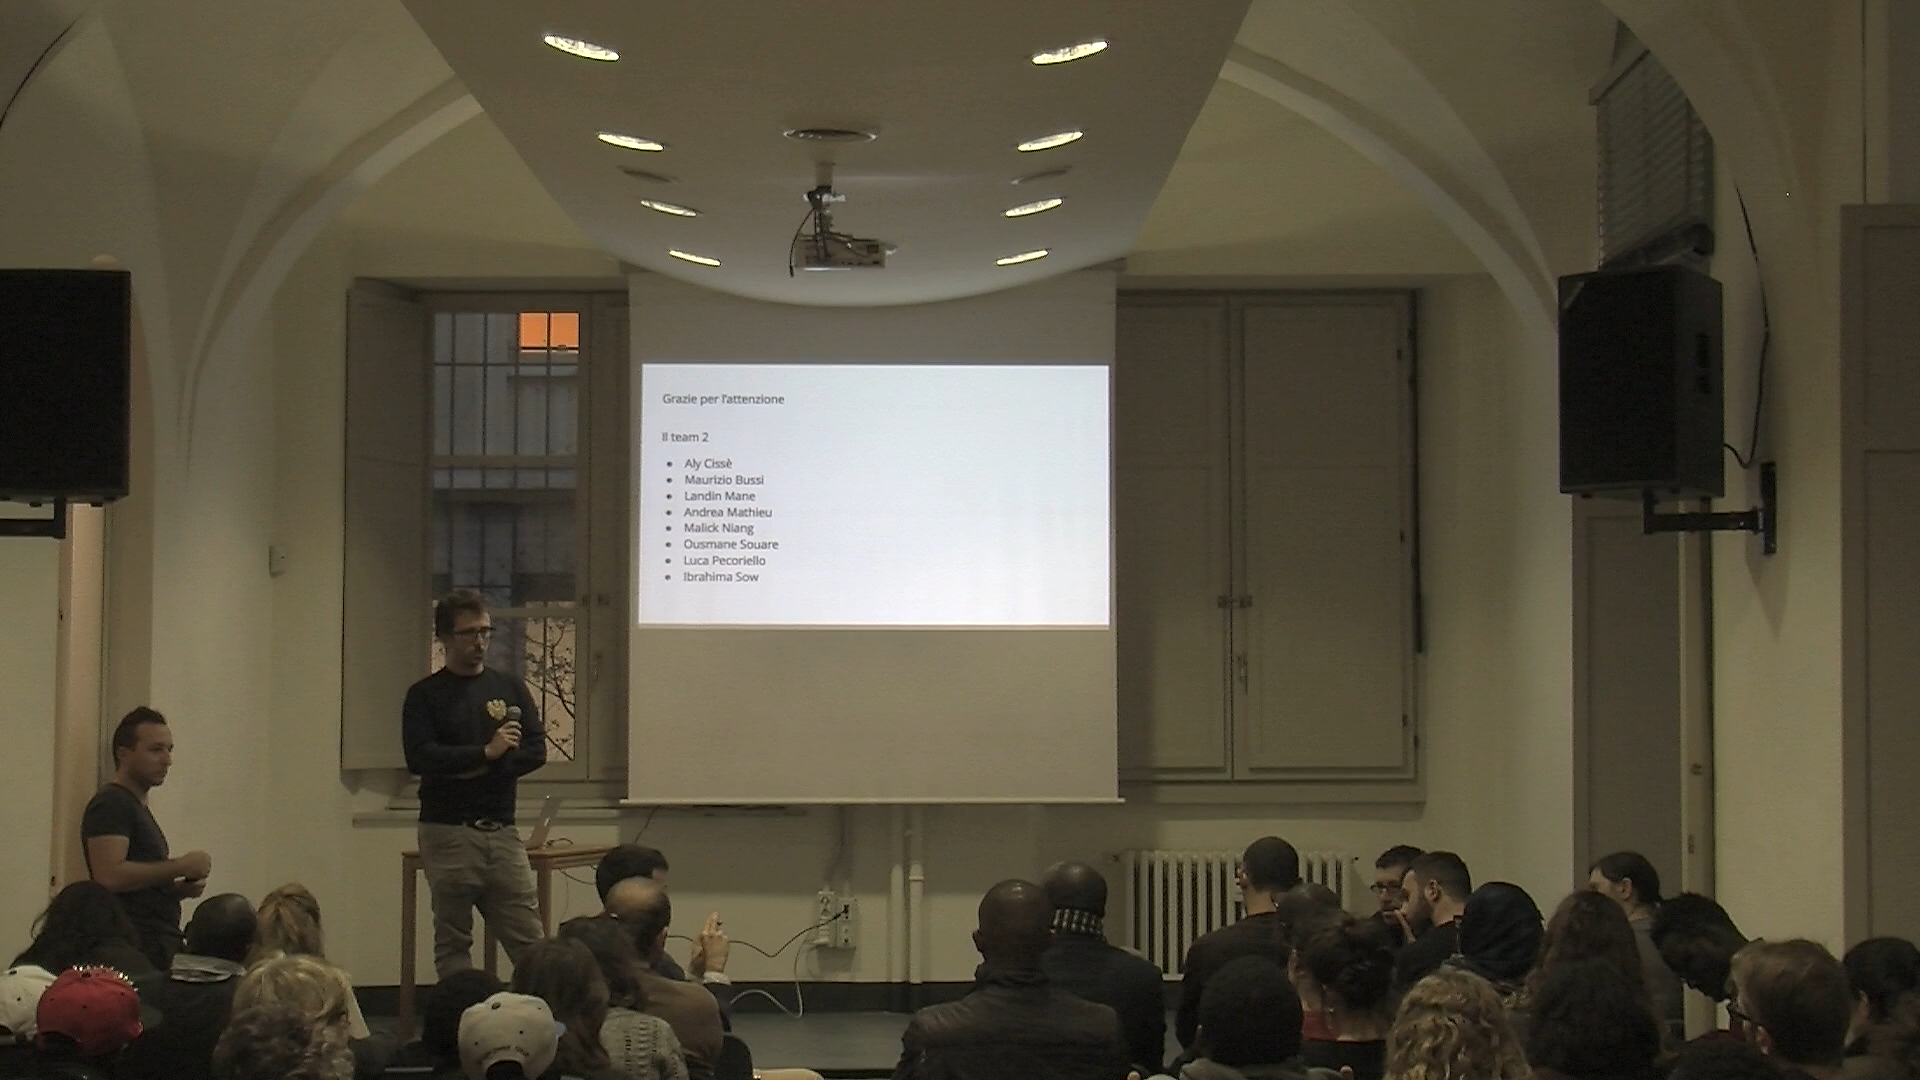 Grazie per l'attenzione
Il team 2
• Aly Cissè
• Maurizio Bussi
• Landin Mane
• Andrea Mathieu
• Malick Niang
• Ousmane Souare
• Luca Pecoriello
• Ibrahima Sow